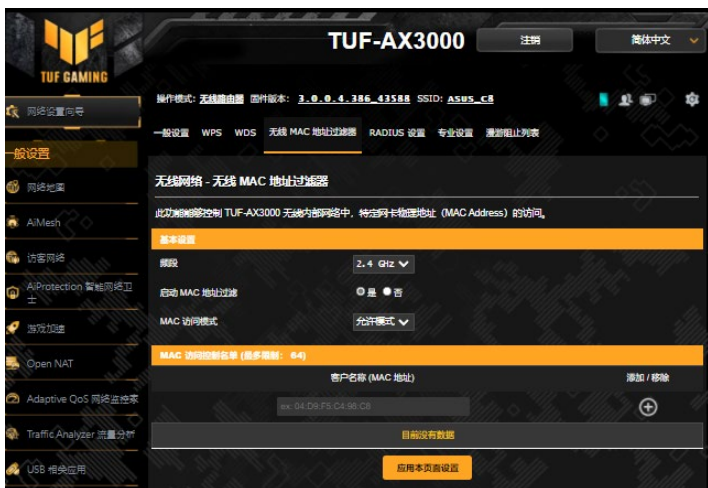 TUF-AX3000
注销
简体中文
TUF GAMING
操作模式: 无线路由器 固件版本: 3.0.0.4.386_43588 SSID: ASUS_C8
网络设置向导
一般设置 WPS WDS 无线 MAC 地址过滤器 RADIUS 设置 专业设置 漫游阻止列表
一般设置
无线网络 - 无线 MAC 地址过滤器
网络地图
此功能能够控制 TUF-AX3000 无线内部网络中，特定网卡物理地址（MAC Address）的访问。
AiMesh
基本设置
访客网络
频段 2.4 GHz
AiProtection 智能网络卫士
启动 MAC 地址过滤 是 否
游戏加速
MAC 访问模式 允许模式
Open NAT
MAC 访问控制名单 (最多限制: 64)
客户名称 (MAC 地址) 添加 / 移除
Adaptive QoS 网络监控家
ex: 04:D9:F5:C4:98:C8
Traffic Analyzer 流量分析
目前没有数据
USB 相关应用
应用本页面设置